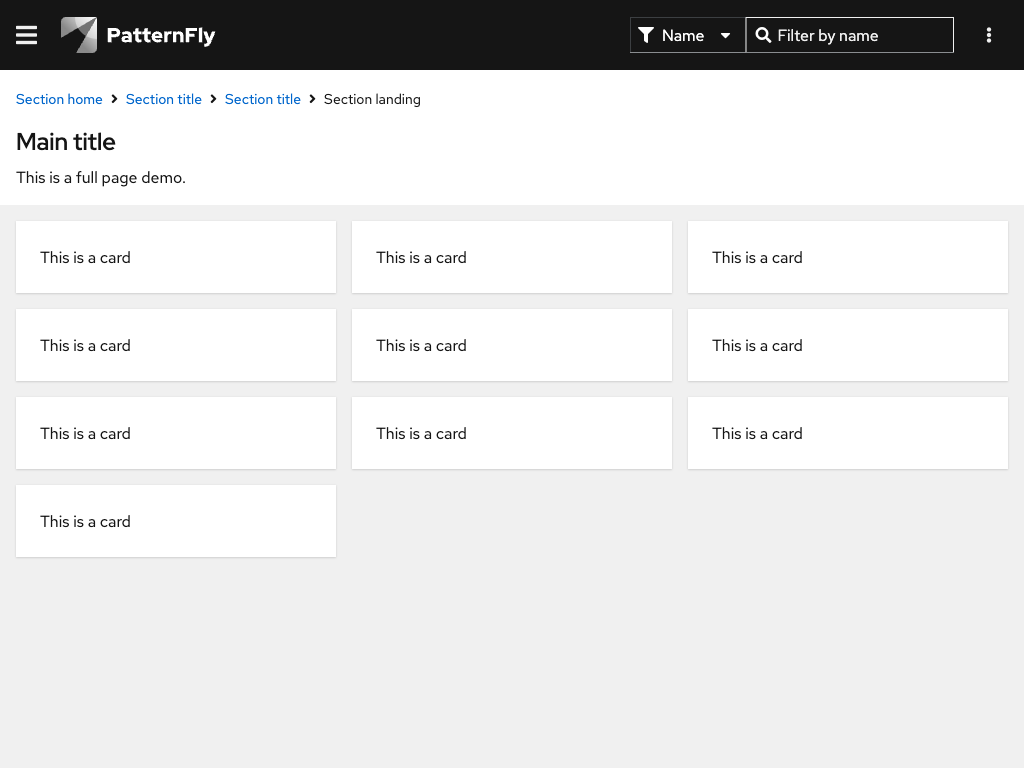 PatternFly Name Filter by name
Section home Section title Section title Section landing
Main title
This is a full page demo.
This is a card This is a card This is a card
This is a card This is a card This is a card
This is a card This is a card This is a card
This is a card